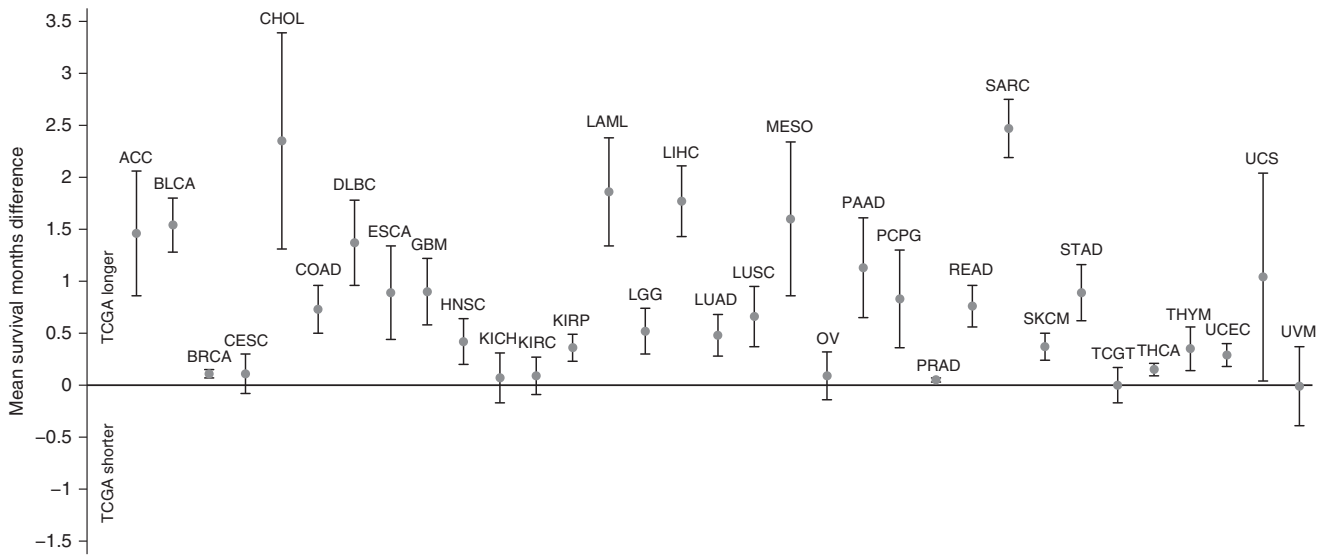 Mean survival months difference
TCGA longer
TCGA shorter
3.5
3
2.5
2
1.5
1
0.5
0
−0.5
−1
−1.5
ACC
BLCA
BRCA
CESC
CHOL
COAD
DLBC
ESCA
GBM
HNSC
KICH
KIRC
KIRP
LAML
LGG
LIHC
LUAD
LUSC
MESO
OV
PAAD
PCPG
PRAD
READ
SARC
SKCM
STAD
TCGT
THCA
THYM
UCEC
UCS
UVM